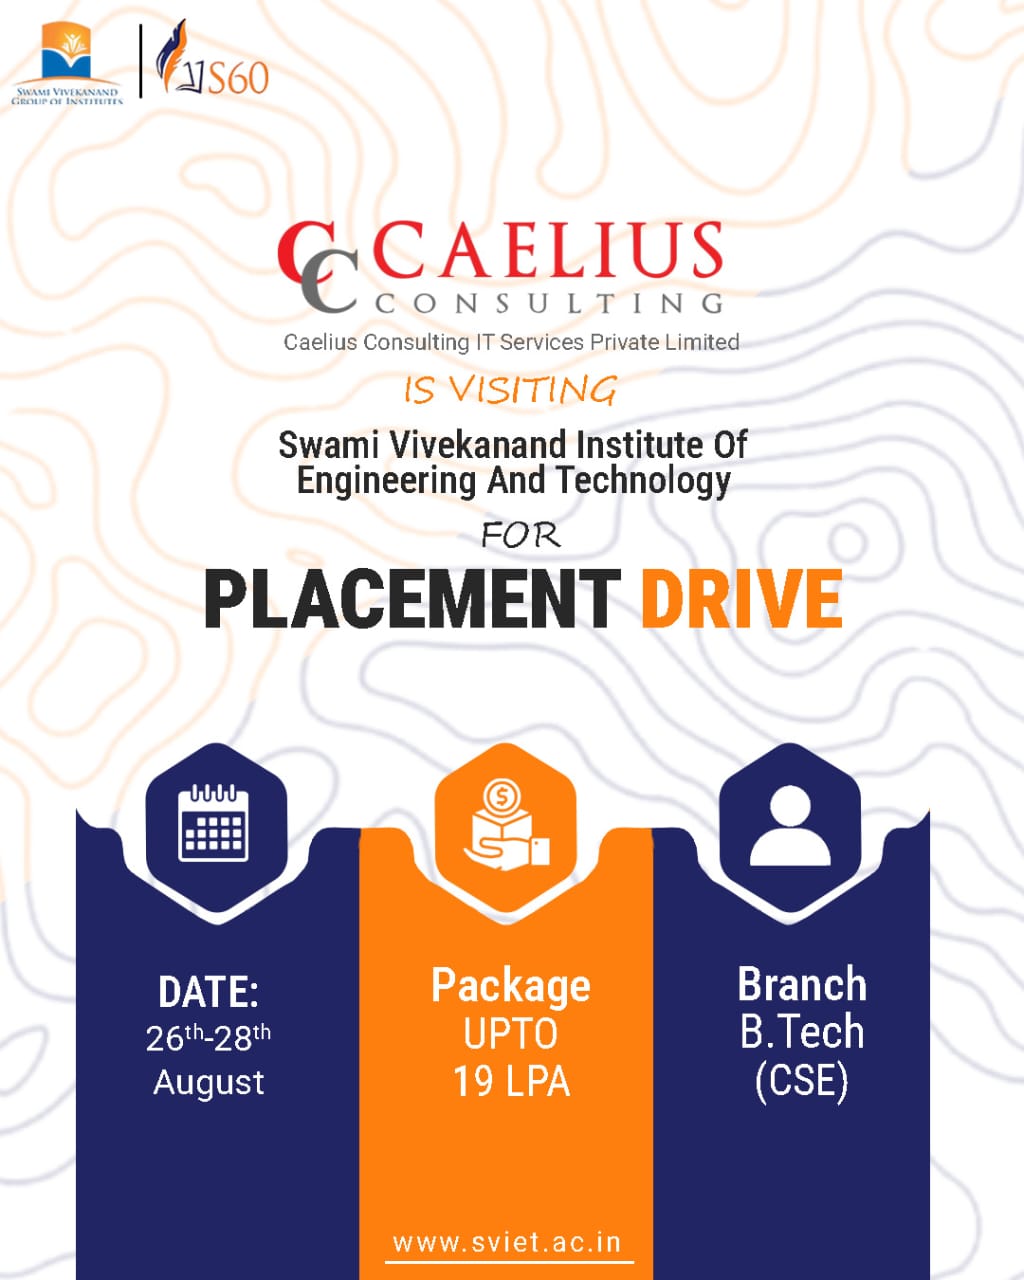 Swami Vivekanand
Group of Institutes
VS60
CAELIUS
CONSULTING
Caelius Consulting IT Services Private Limited
IS VISITING
Swami Vivekanand Institute Of
Engineering And Technology
FOR
PLACEMENT DRIVE
DATE:
26th-28th
August
Package
UPTO
19 LPA
Branch
B.Tech
(CSE)
www.sviet.ac.in